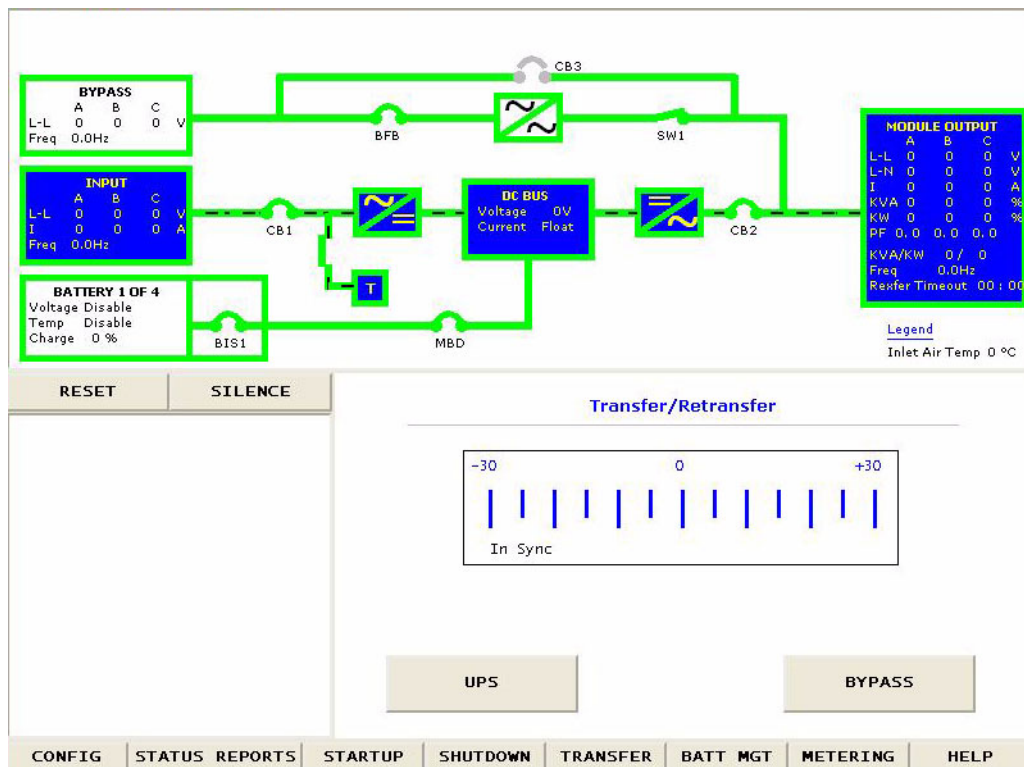 CB3
BYPASS
A B C
L-L 0 0 0 V
Freq 0.0Hz
BFB
SW1
MODULE OUTPUT
A B C
L-L 0 0 0 V
L-N 0 0 0 V
I 0 0 0 A
KVA 0 0 0 %
KW 0 0 0 %
PF 0.0 0.0 0.0
KVA/KW 0 / 0
Freq 0.0Hz
Rexfer Timeout 00 : 00
INPUT
A B C
L-L 0 0 0 V
I 0 0 0 A
Freq 0.0Hz
CB1
DC BUS
Voltage 0V
Current Float
CB2
T
BATTERY 1 OF 4
Voltage Disable
Temp Disable
Charge 0 %
BIS1
MBD
Legend
Inlet Air Temp 0 °C
RESET SILENCE
Transfer/Retransfer
-30 0 +30
In Sync
UPS BYPASS
CONFIG STATUS REPORTS STARTUP SHUTDOWN TRANSFER BATT MGT METERING HELP